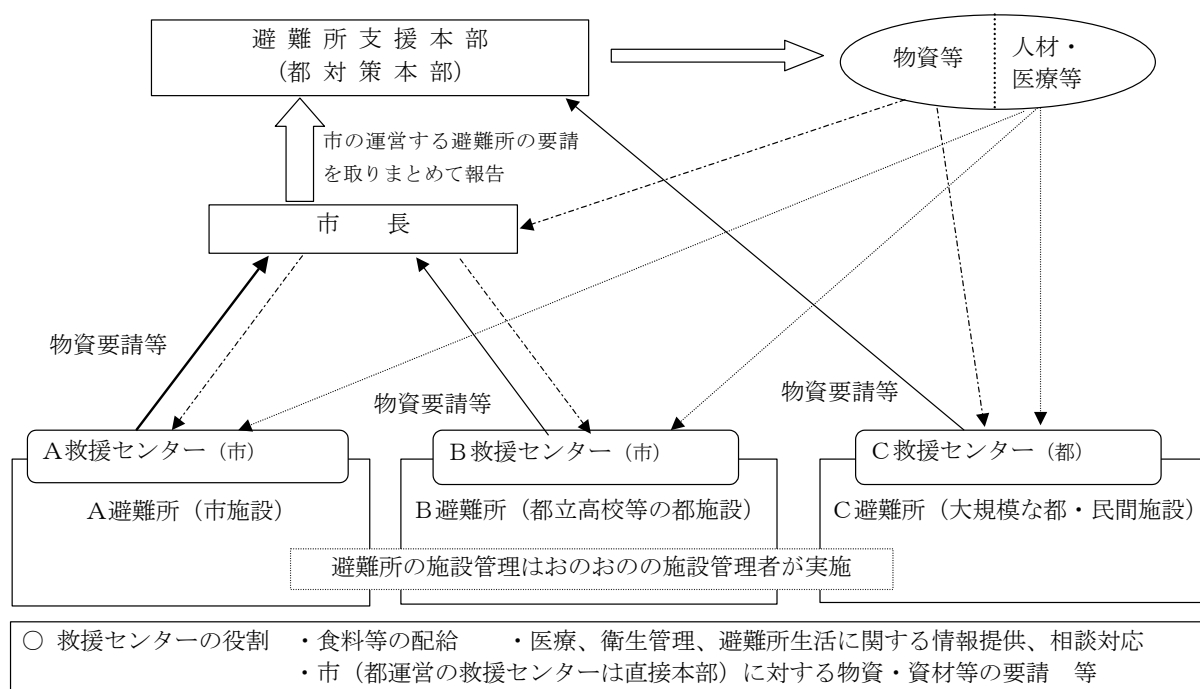 避難所支援本部
(都対策本部)
物資等
人材・
医療等
市の運営する避難所の要請
を取りまとめて報告
市長
物資要請等
物資要請等
物資要請等
A救援センター（市）
B救援センター（市）
C救援センター（都）
A避難所（市施設）
B避難所（都立高校等の都施設）
C避難所（大規模な都・民間施設）
避難所の施設管理はおのおのの施設管理者が実施
○ 救援センターの役割 ・食料等の配給 ・医療、衛生管理、避難所生活に関する情報提供、相談対応
・市（都運営の救援センターは直接本部）に対する物資・資材等の要請 等